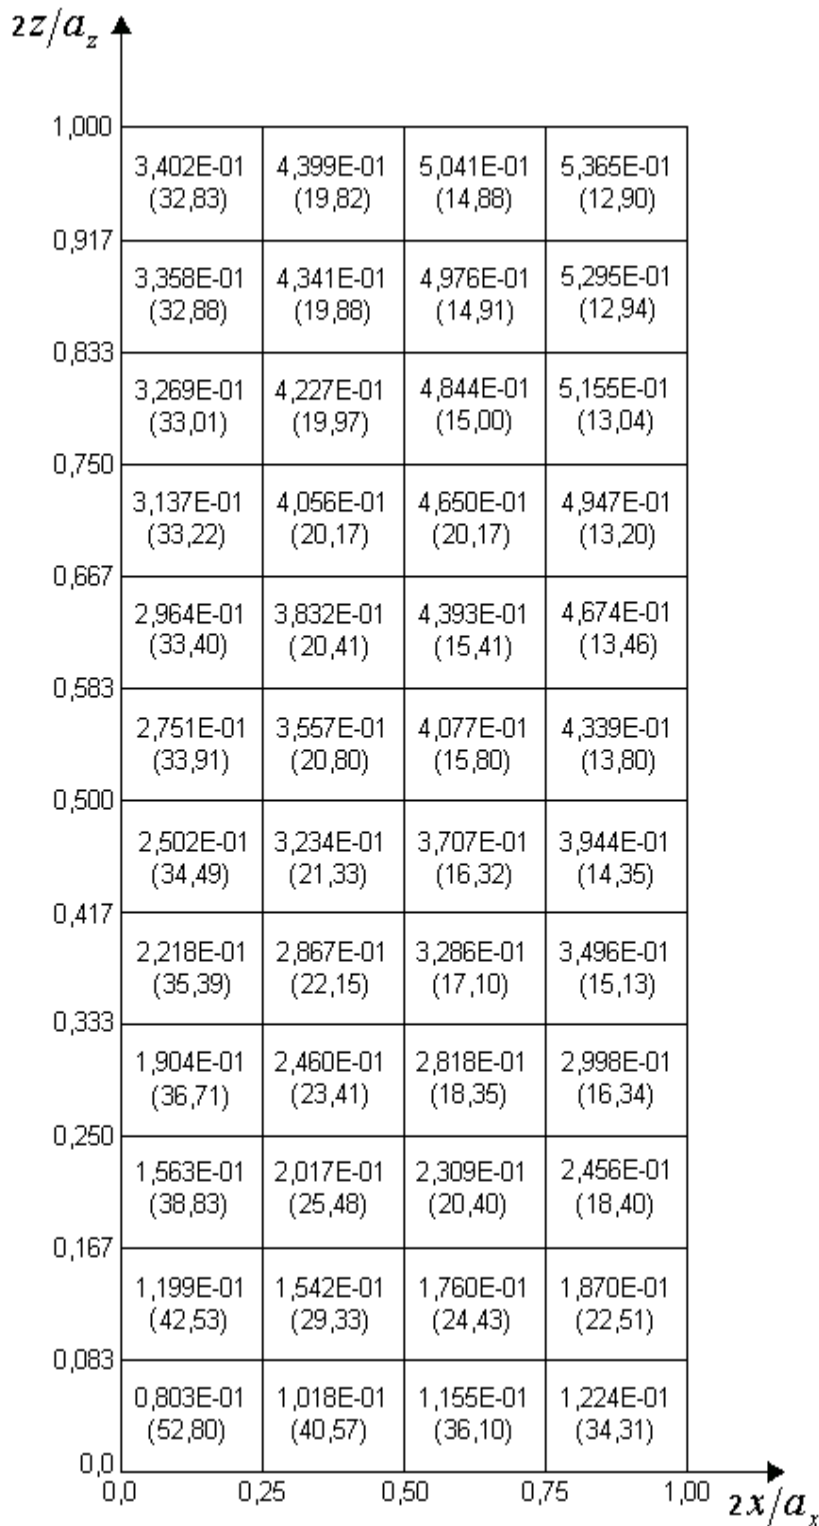 2z/a_z
1,000
3,402E-01 4,399E-01 5,041E-01 5,365E-01
(32,83) (19,82) (14,88) (12,90)
0,917
3,358E-01 4,341E-01 4,976E-01 5,295E-01
(32,88) (19,88) (14,91) (12,94)
0,833
3,269E-01 4,227E-01 4,844E-01 5,155E-01
(33,01) (19,97) (15,00) (13,04)
0,750
3,137E-01 4,056E-01 4,650E-01 4,947E-01
(33,22) (20,17) (20,17) (13,20)
0,667
2,964E-01 3,832E-01 4,393E-01 4,674E-01
(33,40) (20,41) (15,41) (13,46)
0,583
2,751E-01 3,557E-01 4,077E-01 4,339E-01
(33,91) (20,80) (15,80) (13,80)
0,500
2,502E-01 3,234E-01 3,707E-01 3,944E-01
(34,49) (21,33) (16,32) (14,35)
0,417
2,218E-01 2,867E-01 3,286E-01 3,496E-01
(35,39) (22,15) (17,10) (15,13)
0,333
1,904E-01 2,460E-01 2,818E-01 2,998E-01
(36,71) (23,41) (18,35) (16,34)
0,250
1,563E-01 2,017E-01 2,309E-01 2,456E-01
(38,83) (25,48) (20,40) (18,40)
0,167
1,199E-01 1,542E-01 1,760E-01 1,870E-01
(42,53) (29,33) (24,43) (22,51)
0,083
0,803E-01 1,018E-01 1,155E-01 1,224E-01
(52,80) (40,57) (36,10) (34,31)
0,0
0,0 0,25 0,50 0,75 1,00 2x/a_x